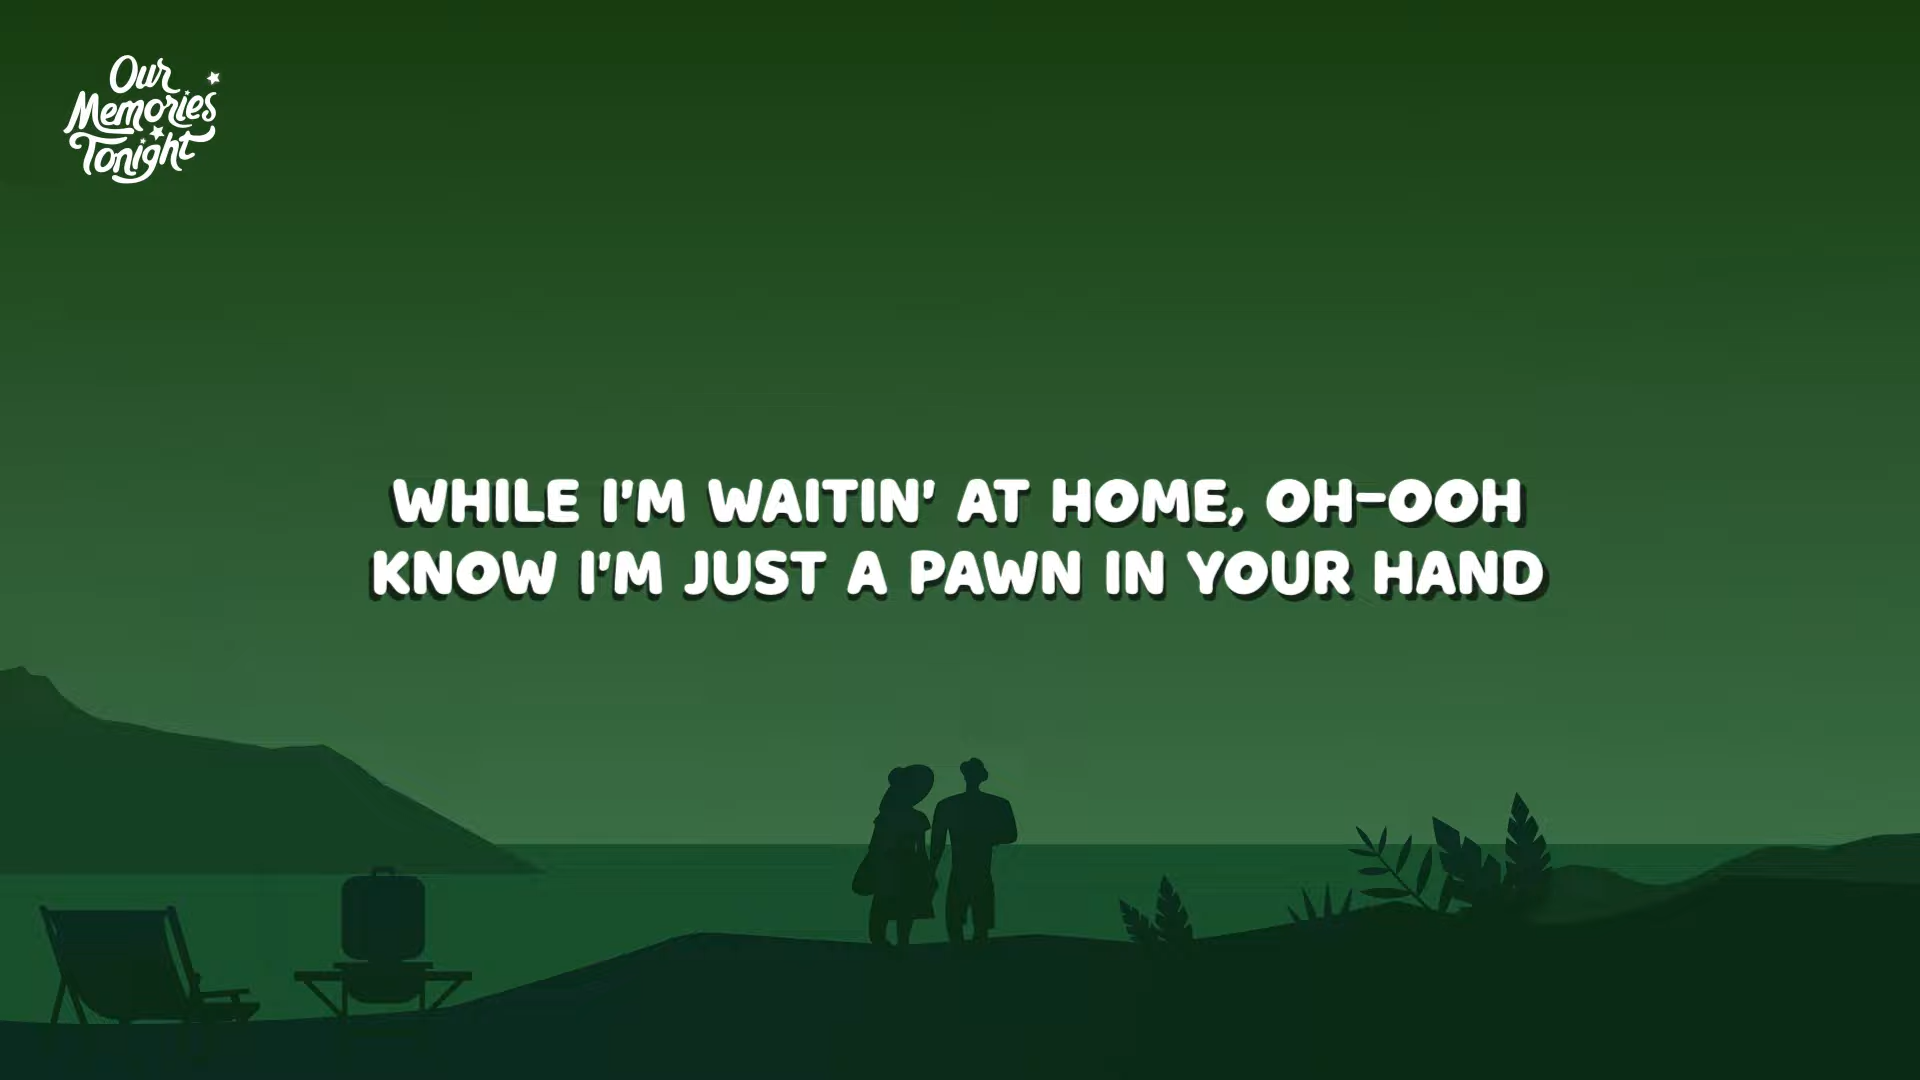 Our
Memories
Tonight
WHILE I'M WAITIN' AT HOME, OH-OOH
KNOW I'M JUST A PAWN IN YOUR HAND